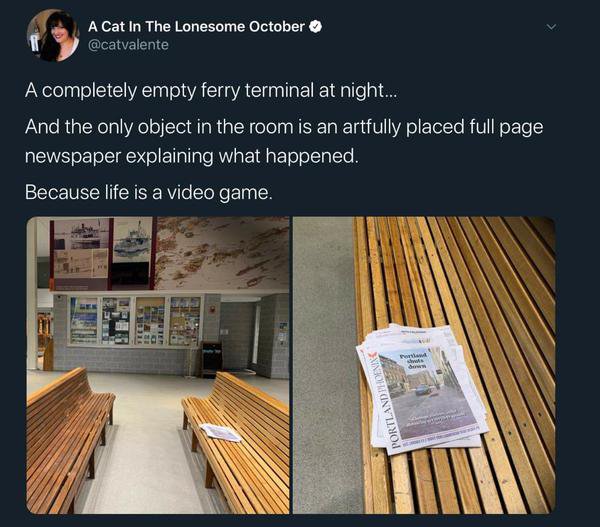 A Cat In The Lonesome October
@catvalente
A completely empty ferry terminal at night...
And the only object in the room is an artfully placed full page
newspaper explaining what happened.
Because life is a video game.
Portland
shuts
down
PORTLAND PHOENIX